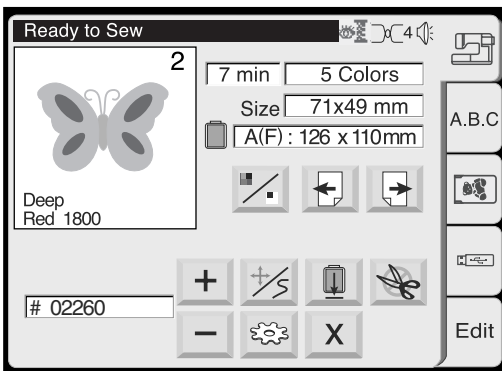 Ready to Sew
4
2
7 min
5 Colors
Size
71x49 mm
A(F) : 126 x 110mm
Deep
Red 1800
# 02260
+
−
X
A.B.C
Edit